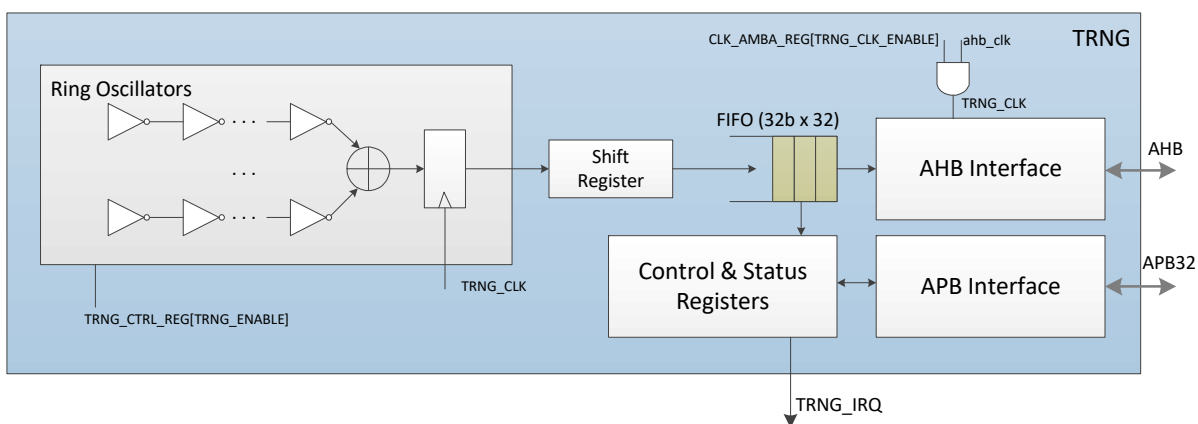 CLK_AMBA_REG[TRNG_CLK_ENABLE]
ahb_clk
TRNG
Ring Oscillators
TRNG_CLK
FIFO (32b x 32)
. . .
AHB
Shift
Register
AHB Interface
. . .
. . .
Control & Status
Registers
APB Interface
APB32
TRNG_CLK
TRNG_CTRL_REG[TRNG_ENABLE]
TRNG_IRQ